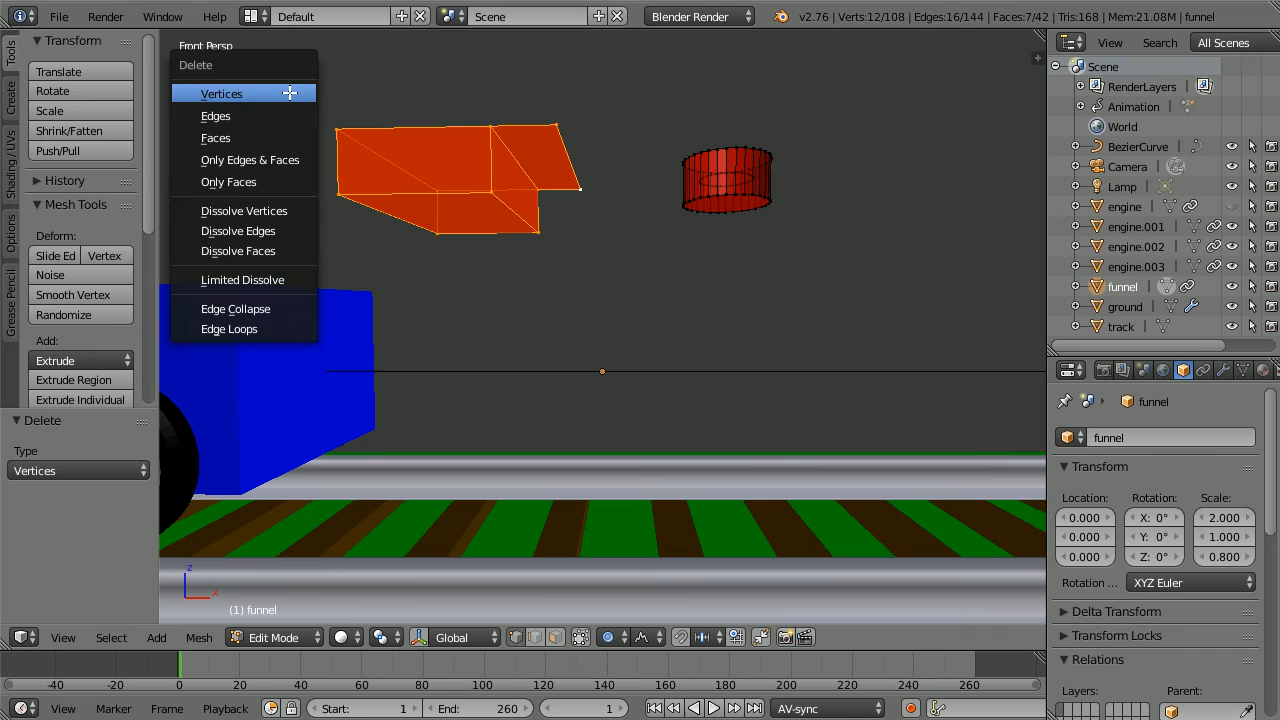 File Render Window Help Default Scene Blender Render v2.76 | Verts:12/108 | Edges:16/144 | Faces:7/42 | Tris:168 | Mem:21.08M | funnel
Tools
Create
Shading / UVs
Options
Grease Pencil
Transform
Translate
Rotate
Scale
Shrink/Fatten
Push/Pull
History
Mesh Tools
Deform:
Slide Ed Vertex
Noise
Smooth Vertex
Randomize
Add:
Extrude
Extrude Region
Extrude Individual
Delete
Type
Vertices
Front Persp
Delete
Vertices
Edges
Faces
Only Edges & Faces
Only Faces
Dissolve Vertices
Dissolve Edges
Dissolve Faces
Limited Dissolve
Edge Collapse
Edge Loops
z
x
(1) funnel
View Select Add Mesh Edit Mode Global
View Search All Scenes
Scene
RenderLayers
Animation
World
BezierCurve
Camera
Lamp
engine
engine.001
engine.002
engine.003
funnel
ground
track
funnel
funnel
Transform
Location: Rotation: Scale:
0.000 X: 0° 2.000
0.000 Y: 0° 1.000
0.000 Z: 0° 0.800
Rotation ... XYZ Euler
Delta Transform
Transform Locks
Relations
Layers: Parent:
-40 -20 0 20 40 60 80 100 120 140 160 180 200 220 240 260
View Marker Frame Playback Start: 1 End: 260 1 AV-sync